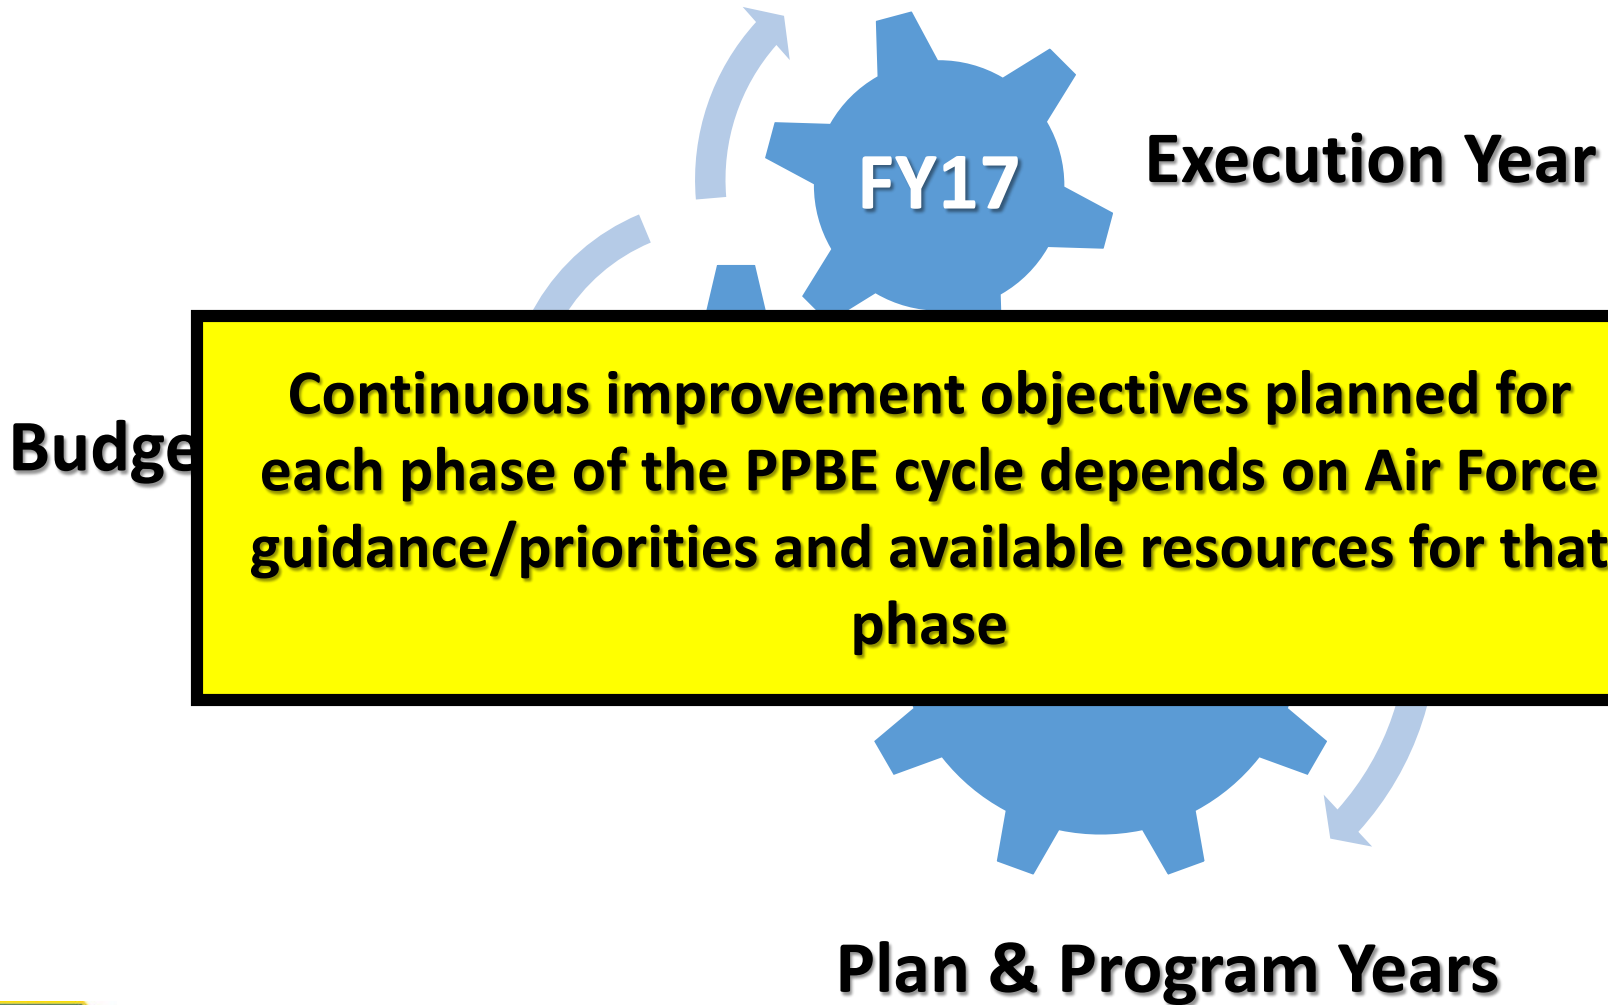 FY17
Execution Year
Continuous improvement objectives planned for
each phase of the PPBE cycle depends on Air Force
guidance/priorities and available resources for that
phase
Plan & Program Years